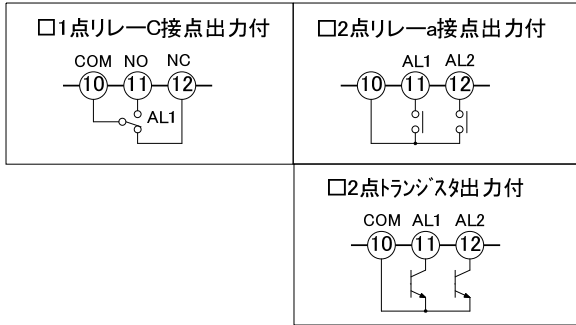 □1点リレーC接点出力付
COM NO NC
10 11 12
AL1
□2点リレーa接点出力付
AL1 AL2
10 11 12
□2点トランジスタ出力付
COM AL1 AL2
10 11 12